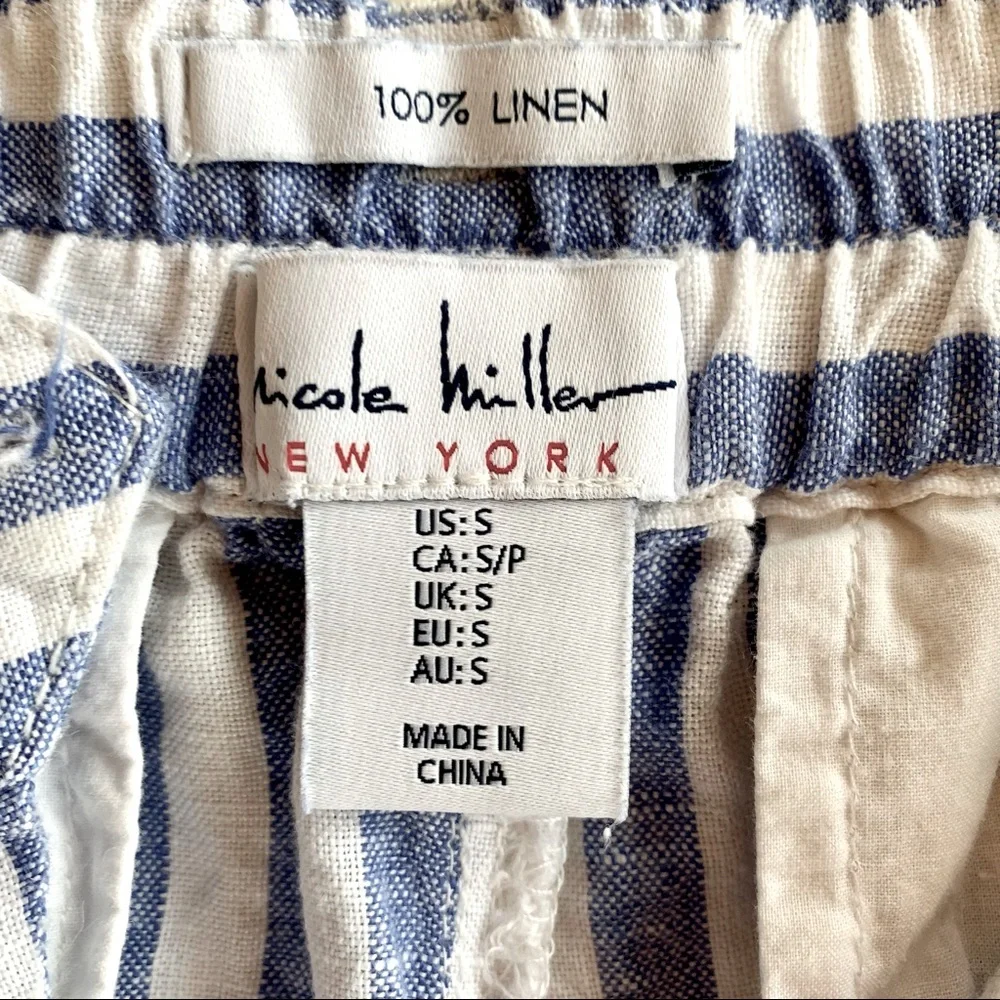 100% LINEN
Nicole Miller
NEW YORK
US: S
CA: S/P
UK: S
EU: S
AU: S
MADE IN
CHINA